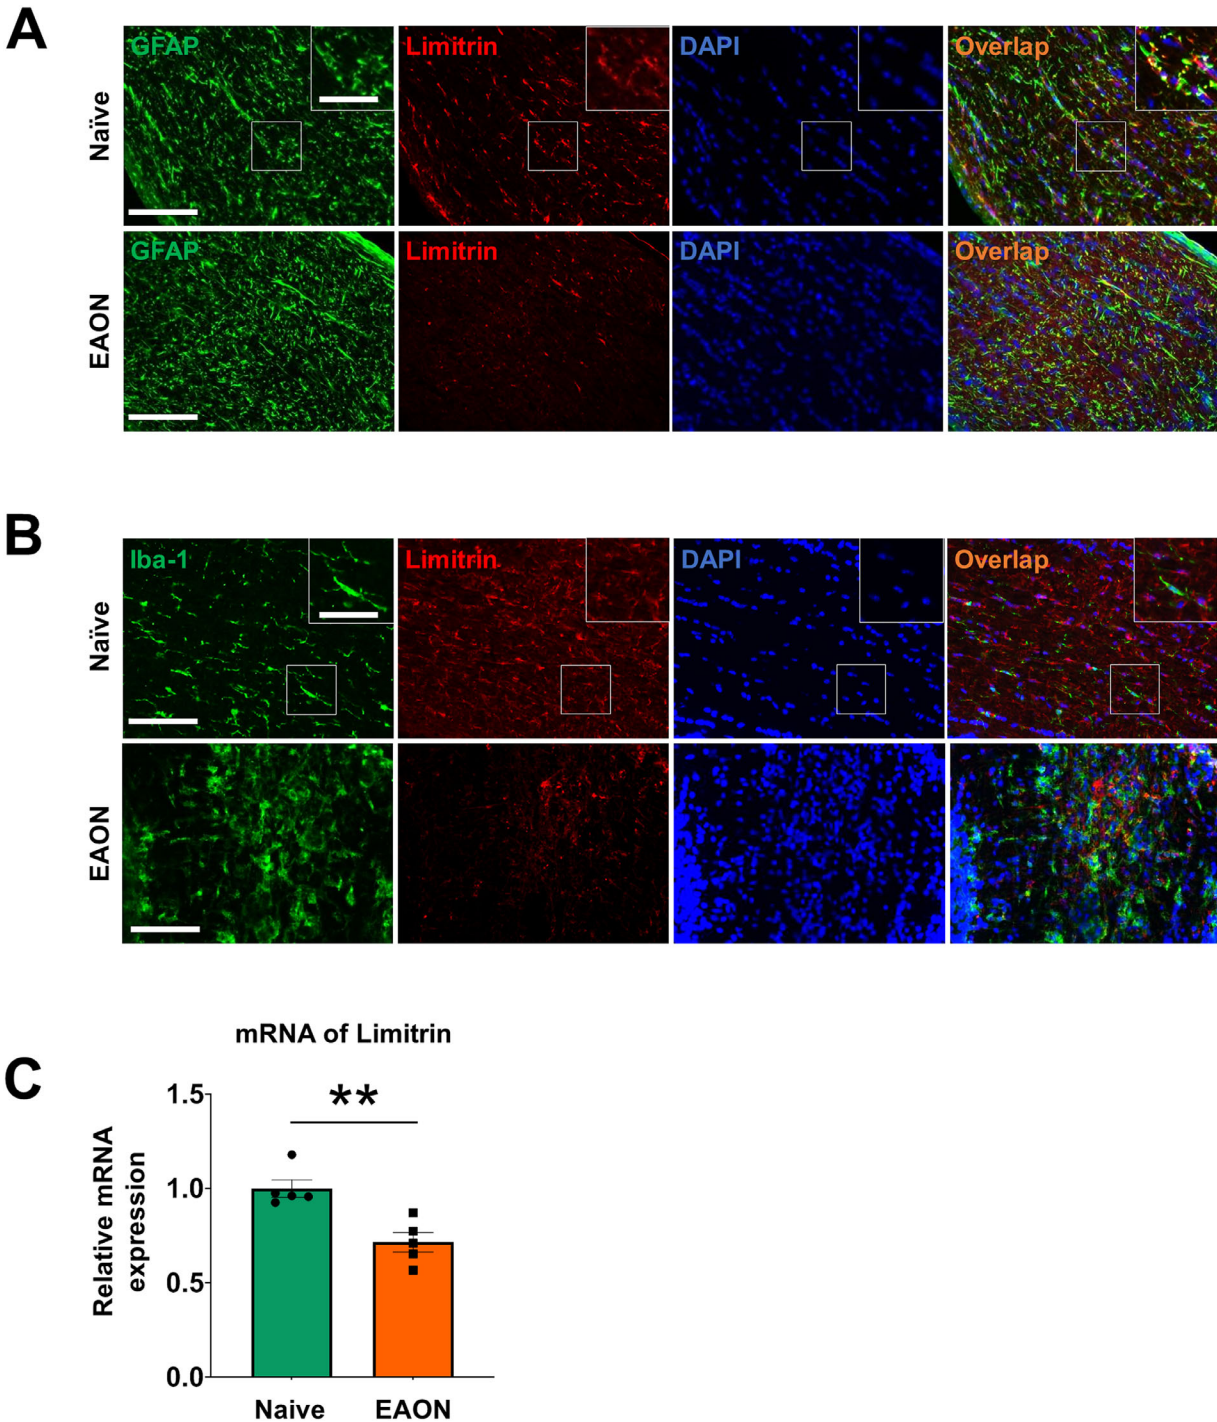 A
Naïve
GFAP
Limitrin
DAPI
Overlap
EAON
GFAP
Limitrin
DAPI
Overlap
B
Naïve
Iba-1
Limitrin
DAPI
Overlap
EAON
C
mRNA of Limitrin
**
Relative mRNA
expression
1.5
1.0
0.5
0.0
Naive
EAON